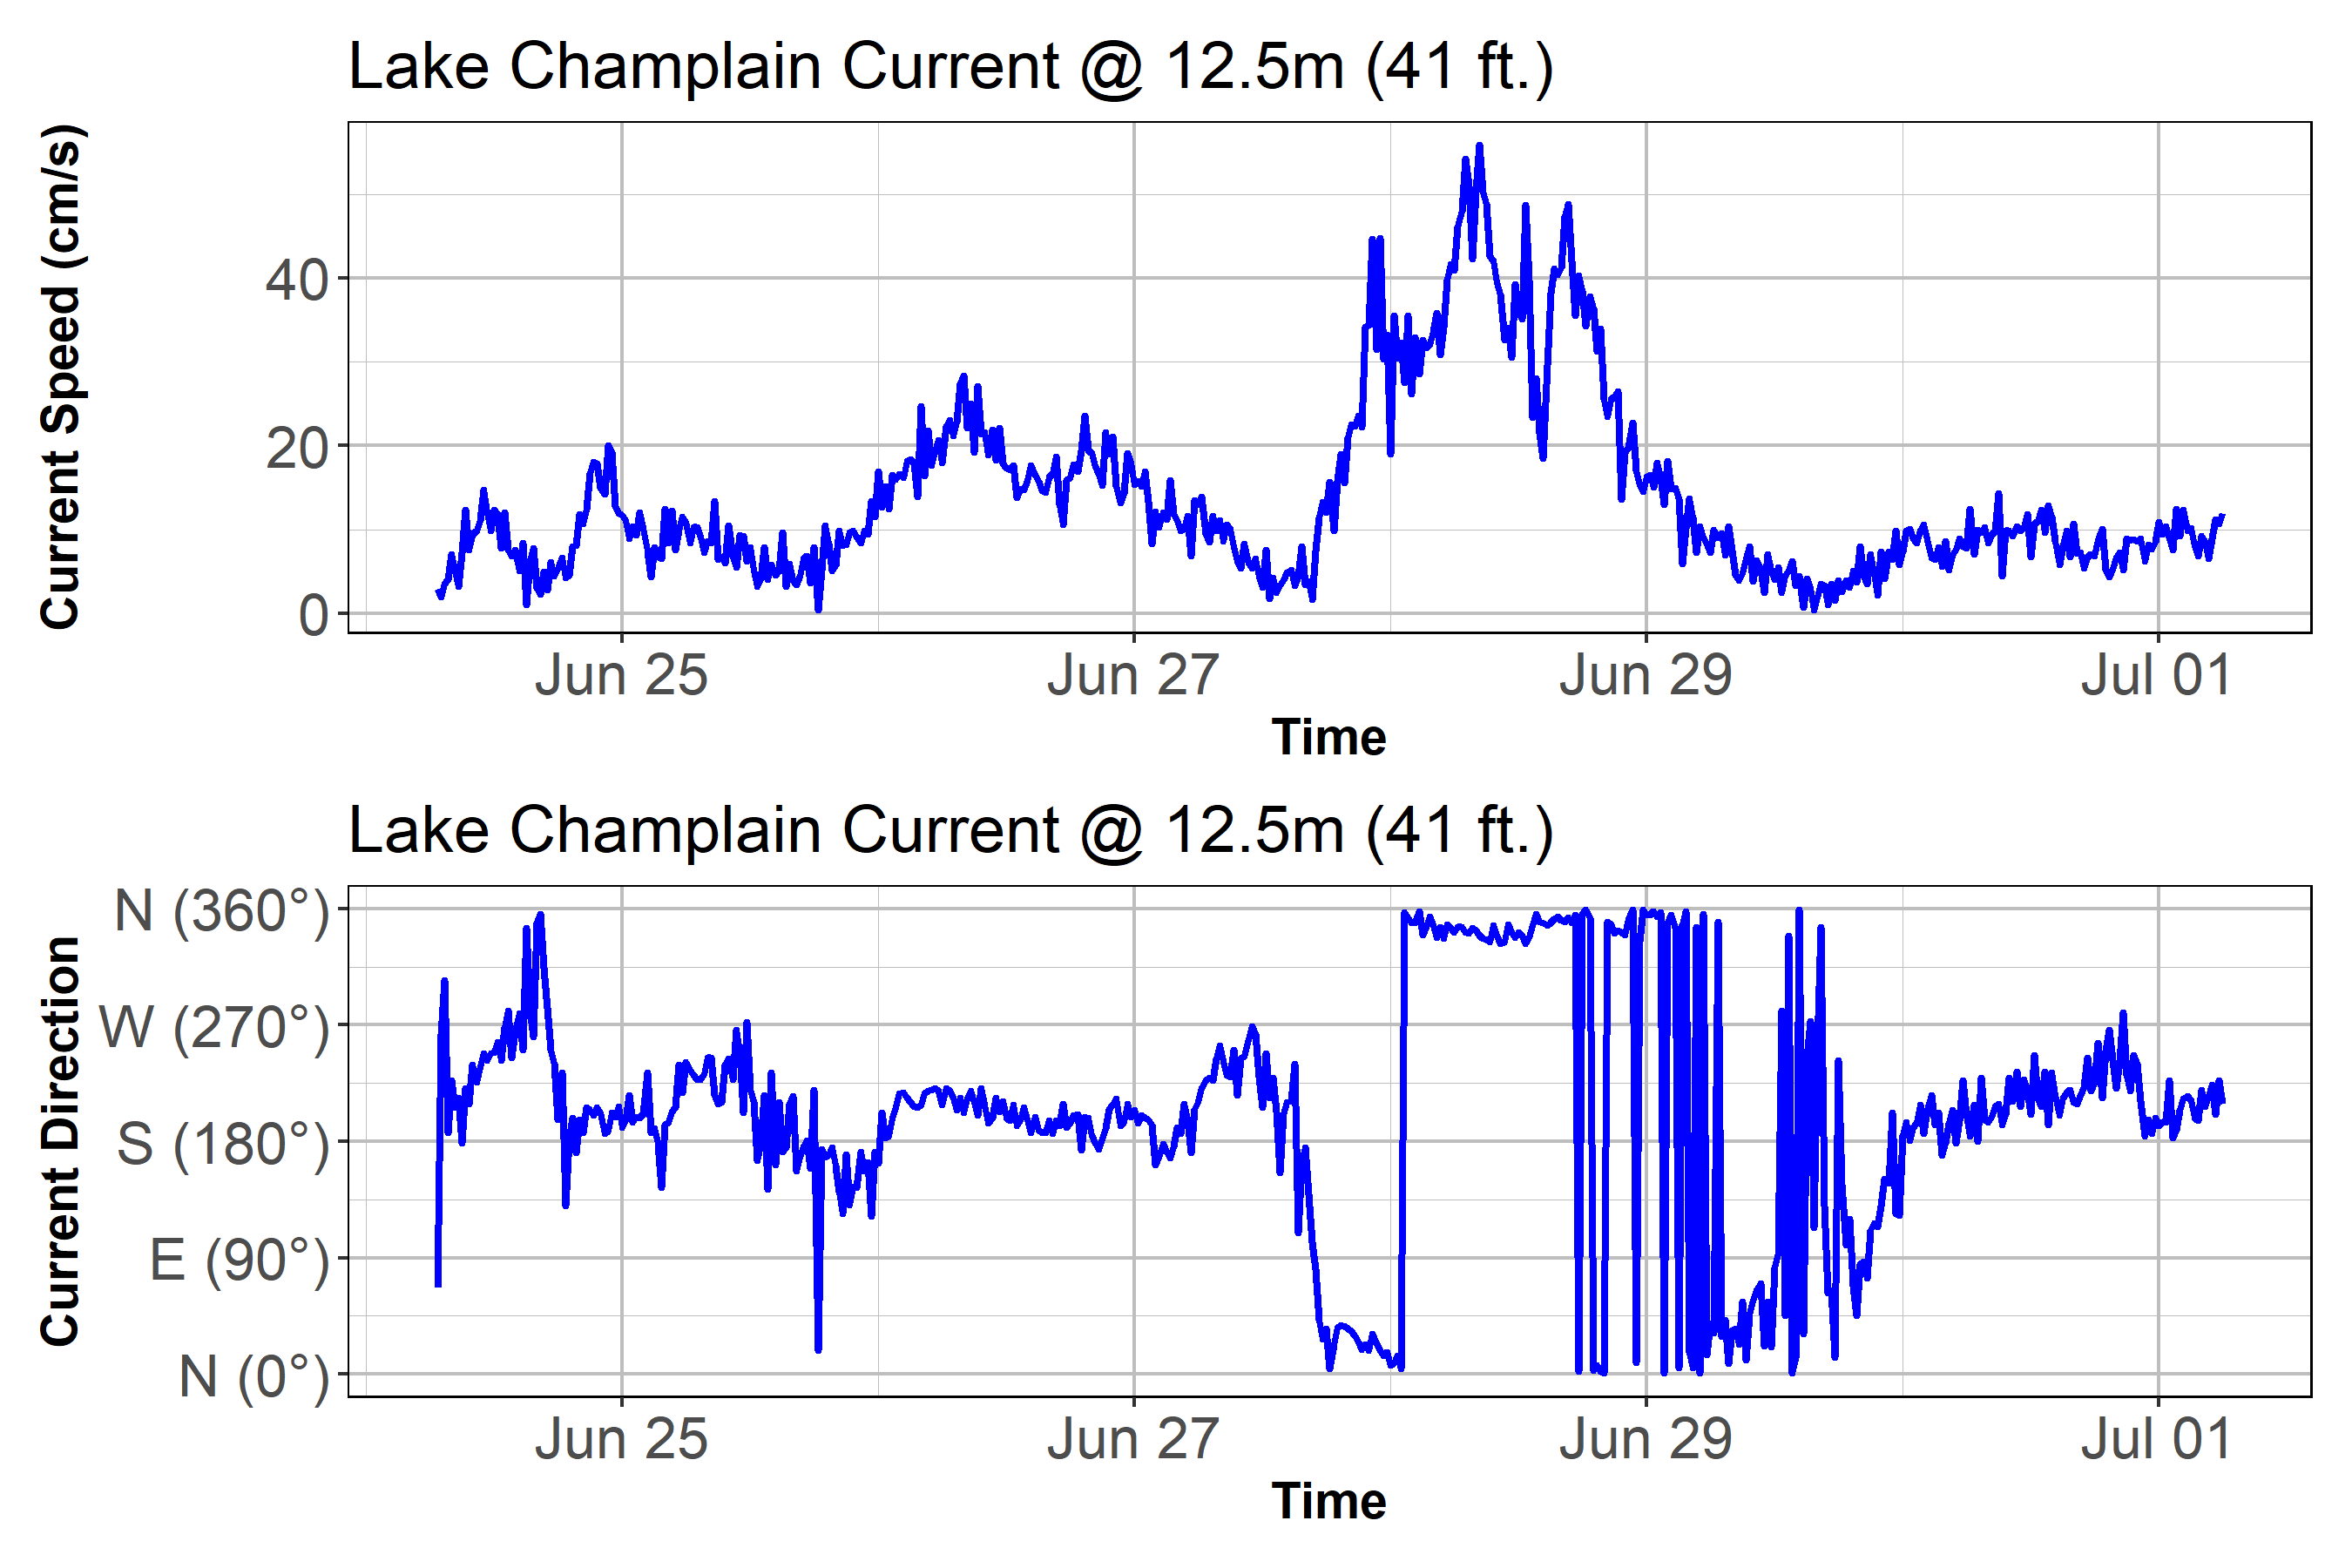 Lake Champlain Current @ 12.5m (41 ft.)
Current Speed (cm/s)
40
20
0
Jun 25 Jun 27 Jun 29 Jul 01
Time
Lake Champlain Current @ 12.5m (41 ft.)
Current Direction
N (360°)
W (270°)
S (180°)
E (90°)
N (0°)
Jun 25 Jun 27 Jun 29 Jul 01
Time